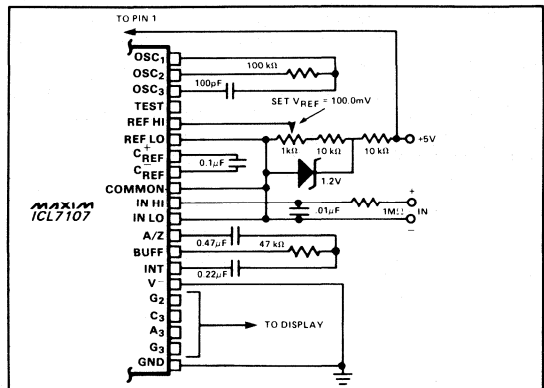 TO PIN 1
OSC1
100 kΩ
OSC2
OSC3
100pF
TEST
SET VREF = 100.0mV
REF HI
REF LO
1kΩ
10 kΩ
10 kΩ
+5V
C+REF
0.1μF
C-REF
1.2V
COMMON
MAXIM
ICL7107
IN HI
+
.01μF
1MΩ
IN
IN LO
−
A/Z
0.47μF
47 kΩ
BUFF
INT
0.22μF
V−
G2
C3
TO DISPLAY
A3
G3
GND